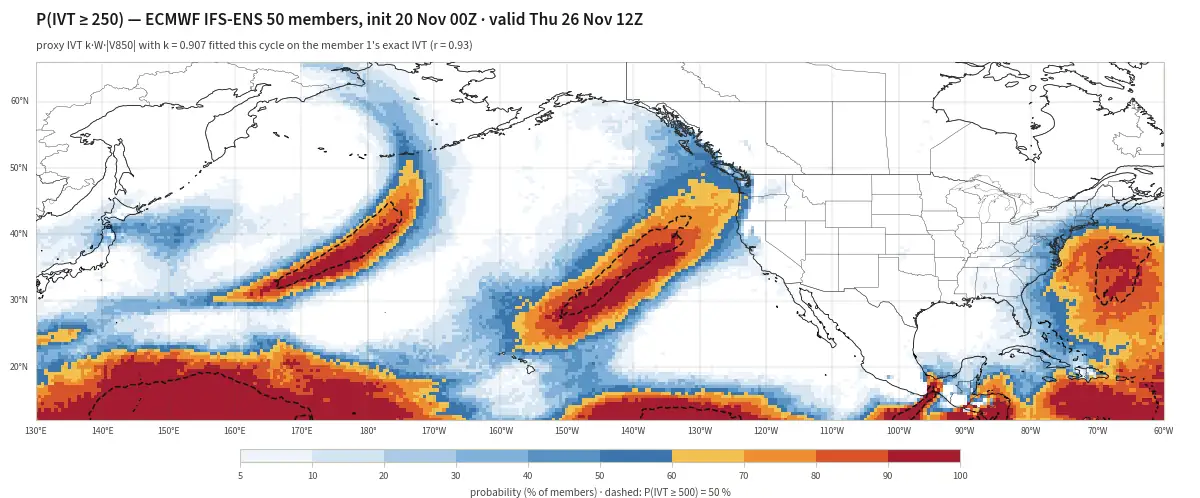 P(IVT ≥ 250) — ECMWF IFS-ENS 50 members, init 20 Nov 00Z · valid Thu 26 Nov 12Z
proxy IVT k·W·|V850| with k = 0.907 fitted this cycle on the member 1's exact IVT (r = 0.93)
60°N
50°N
40°N
30°N
20°N
130°E 140°E 150°E 160°E 170°E 180° 170°W 160°W 150°W 140°W 130°W 120°W 110°W 100°W 90°W 80°W 70°W 60°W
5 10 20 30 40 50 60 70 80 90 100
probability (% of members) · dashed: P(IVT ≥ 500) = 50 %